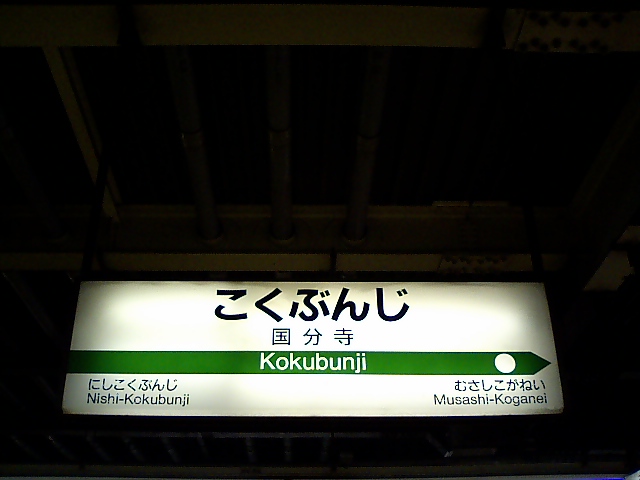 こくぶんじ
国分寺
Kokubunji
にしこくぶんじ むさしこがねい
Nishi-Kokubunji Musashi-Koganei